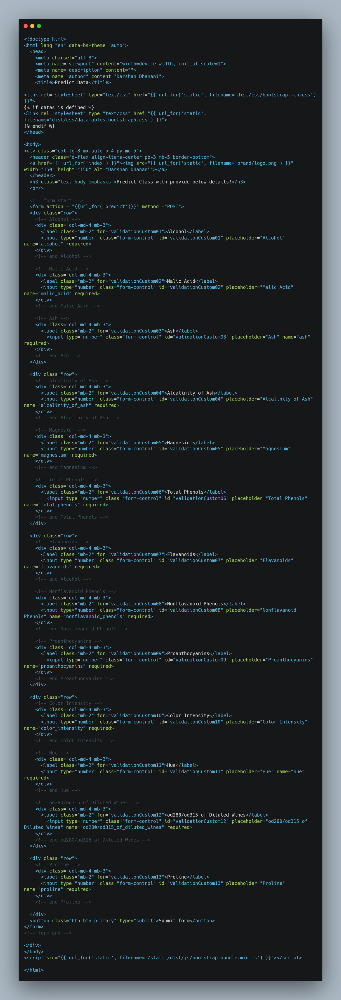 <!doctype html>
<html lang="en" data-bs-theme="auto">
  <head>
    <meta charset="utf-8">
    <meta name="viewport" content="width=device-width, initial-scale=1">
    <meta name="description" content="">
    <meta name="author" content="Darshan Dhanani">
    <title>Predict Data</title>

<link rel="stylesheet" type="text/css" href="{{ url_for('static', filename='dist/css/bootstrap.min.css')
}}">
{% if datas is defined %}
<link rel="stylesheet" type="text/css" href="{{ url_for('static',
filename='dist/css/dataTables.bootstrap5.css') }}">
{% endif %}
</head>

<body>
<div class="col-lg-8 mx-auto p-4 py-md-5">
  <header class="d-flex align-items-center pb-3 mb-5 border-bottom">
  <a href="{{ url_for('index') }}"><img src="{{ url_for('static', filename='brand/logo.png') }}"
width="150" height="150" alt="Darshan Dhanani"></a>
  </header>
  <h3 class="text-body-emphasis">Predict Class with provide below details!</h3>
  <br/>

  <!-- form start -->
  <form action = "{{url_for('predict')}}" method ="POST">
  <div class="row">
    <!-- Alcohol -->
    <div class="col-md-4 mb-3">
      <label class="mb-2" for="validationCustom01">Alcohol</label>
      <input type="number" class="form-control" id="validationCustom01" placeholder="Alcohol"
name="alcohol" required>
    </div>
    <!-- end Alcohol -->

    <!-- Malic Acid -->
    <div class="col-md-4 mb-3">
      <label class="mb-2" for="validationCustom02">Malic Acid</label>
      <input type="number" class="form-control" id="validationCustom02" placeholder="Malic Acid"
name="malic_acid" required>
    </div>
    <!-- end Malic Acid -->

    <!-- Ash -->
    <div class="col-md-4 mb-3">
      <label class="mb-2" for="validationCustom03">Ash</label>
        <input type="number" class="form-control" id="validationCustom03" placeholder="Ash" name="ash"
required>
    </div>
    <!-- end Ash -->
  </div>

  <div class="row">
    <!-- Alcalinity of Ash -->
    <div class="col-md-4 mb-3">
      <label class="mb-2" for="validationCustom04">Alcalinity of Ash</label>
      <input type="number" class="form-control" id="validationCustom04" placeholder="Alcalinity of Ash"
name="alcalinity_of_ash" required>
    </div>
    <!-- end Alcalinity of Ash -->

    <!-- Magnesium -->
    <div class="col-md-4 mb-3">
      <label class="mb-2" for="validationCustom05">Magnesium</label>
      <input type="number" class="form-control" id="validationCustom05" placeholder="Magnesium"
name="magnesium" required>
    </div>
    <!-- end Magnesium -->

    <!-- Total Phenols -->
    <div class="col-md-4 mb-3">
      <label class="mb-2" for="validationCustom06">Total Phenols</label>
        <input type="number" class="form-control" id="validationCustom06" placeholder="Total Phenols"
name="total_phenols" required>
    </div>
    <!-- end Total Phenols -->
  </div>

  <div class="row">
    <!-- Flavanoids -->
    <div class="col-md-4 mb-3">
      <label class="mb-2" for="validationCustom07">Flavanoids</label>
      <input type="number" class="form-control" id="validationCustom07" placeholder="Flavanoids"
name="flavanoids" required>
    </div>
    <!-- end Alcohol -->

    <!-- Nonflavanoid Phenols -->
    <div class="col-md-4 mb-3">
      <label class="mb-2" for="validationCustom08">Nonflavanoid Phenols</label>
      <input type="number" class="form-control" id="validationCustom08" placeholder="Nonflavanoid
Phenols" name="nonflavanoid_phenols" required>
    </div>
    <!-- end Nonflavanoid Phenols -->

    <!-- Proanthocyanins -->
    <div class="col-md-4 mb-3">
      <label class="mb-2" for="validationCustom09">Proanthocyanins</label>
        <input type="number" class="form-control" id="validationCustom09" placeholder="Proanthocyanins"
name="proanthocyanins" required>
    </div>
    <!-- end Proanthocyanins -->
  </div>

  <div class="row">
    <!-- Color Intensity -->
    <div class="col-md-4 mb-3">
      <label class="mb-2" for="validationCustom10">Color Intensity</label>
      <input type="number" class="form-control" id="validationCustom10" placeholder="Color Intensity"
name="color_intensity" required>
    </div>
    <!-- end Color Intensity -->

    <!-- Hue -->
    <div class="col-md-4 mb-3">
      <label class="mb-2" for="validationCustom11">Hue</label>
      <input type="number" class="form-control" id="validationCustom11" placeholder="Hue" name="hue"
required>
    </div>
    <!-- end Hue -->

    <!-- od280/od315 of Diluted Wines -->
    <div class="col-md-4 mb-3">
      <label class="mb-2" for="validationCustom12">od280/od315 of Diluted Wines</label>
        <input type="number" class="form-control" id="validationCustom12" placeholder="od280/od315 of
Diluted Wines" name="od280/od315_of_diluted_wines" required>
    </div>
    <!-- end od280/od315 of Diluted Wines -->
  </div>

  <div class="row">
    <!-- Proline -->
    <div class="col-md-4 mb-3">
      <label class="mb-2" for="validationCustom13">Proline</label>
      <input type="number" class="form-control" id="validationCustom13" placeholder="Proline"
name="proline" required>
    </div>
    <!-- end Proline -->

  </div>
  <button class="btn btn-primary" type="submit">Submit form</button>
</form>
<!-- form end -->

</div>
</body>
<script src="{{ url_for('static', filename='/static/dist/js/bootstrap.bundle.min.js') }}"></script>

</html>